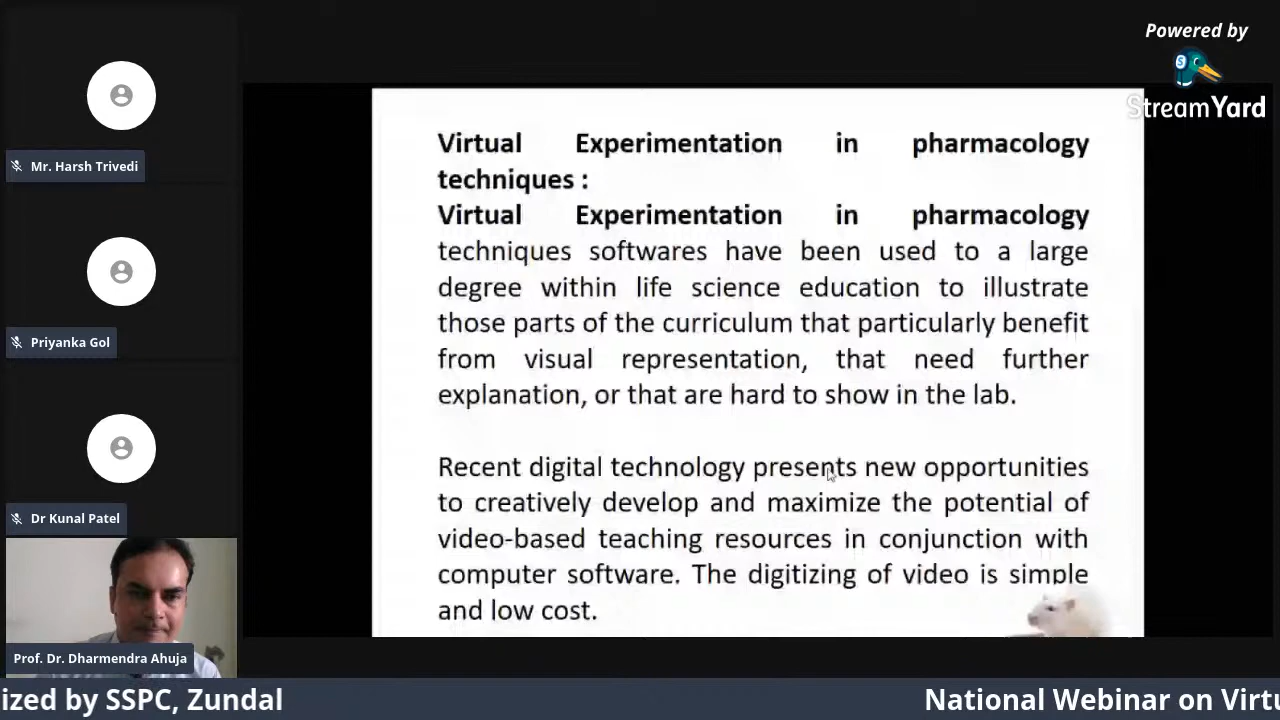 Powered by
StreamYard
Mr. Harsh Trivedi
Priyanka Gol
Dr Kunal Patel
Prof. Dr. Dharmendra Ahuja
Virtual Experimentation in pharmacology
techniques :
Virtual Experimentation in pharmacology
techniques softwares have been used to a large
degree within life science education to illustrate
those parts of the curriculum that particularly benefit
from visual representation, that need further
explanation, or that are hard to show in the lab.
Recent digital technology presents new opportunities
to creatively develop and maximize the potential of
video-based teaching resources in conjunction with
computer software. The digitizing of video is simple
and low cost.
ized by SSPC, Zundal
National Webinar on Virtu